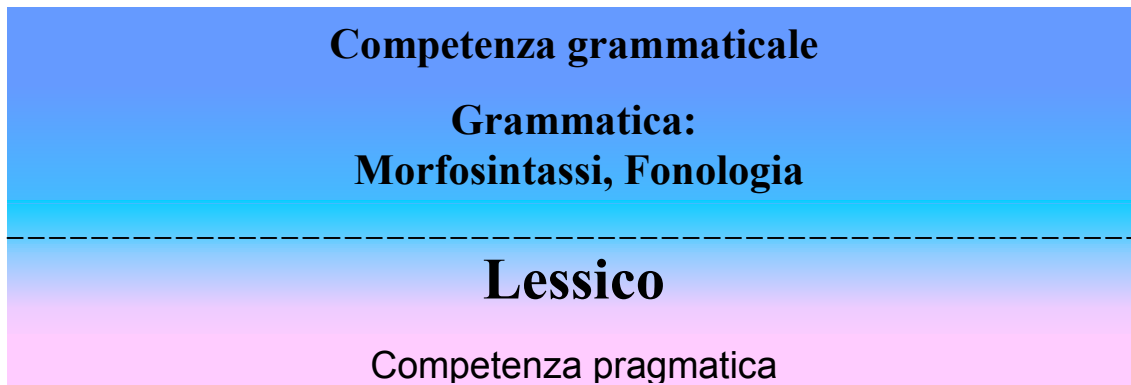 Competenza grammaticale
Grammatica:
Morfosintassi, Fonologia
Lessico
Competenza pragmatica